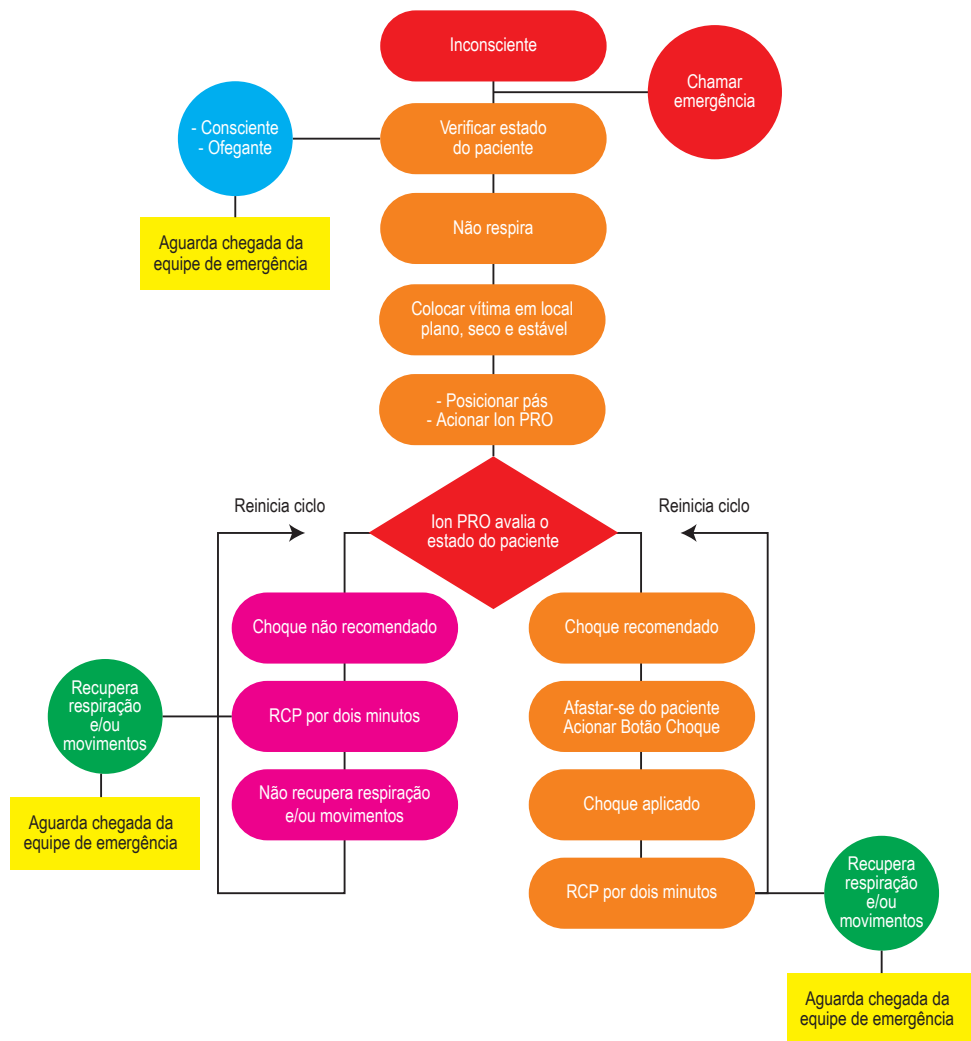 Inconsciente
Chamar
emergência
- Consciente
- Ofegante
Verificar estado
do paciente
Aguarda chegada da
equipe de emergência
Não respira
Colocar vítima em local
plano, seco e estável
- Posicionar pás
- Acionar Ion PRO
Ion PRO avalia o
estado do paciente
Reinicia ciclo
Reinicia ciclo
Choque não recomendado
RCP por dois minutos
Não recupera respiração
e/ou movimentos
Recupera
respiração
e/ou
movimentos
Aguarda chegada da
equipe de emergência
Choque recomendado
Afastar-se do paciente
Acionar Botão Choque
Choque aplicado
RCP por dois minutos
Recupera
respiração
e/ou
movimentos
Aguarda chegada da
equipe de emergência